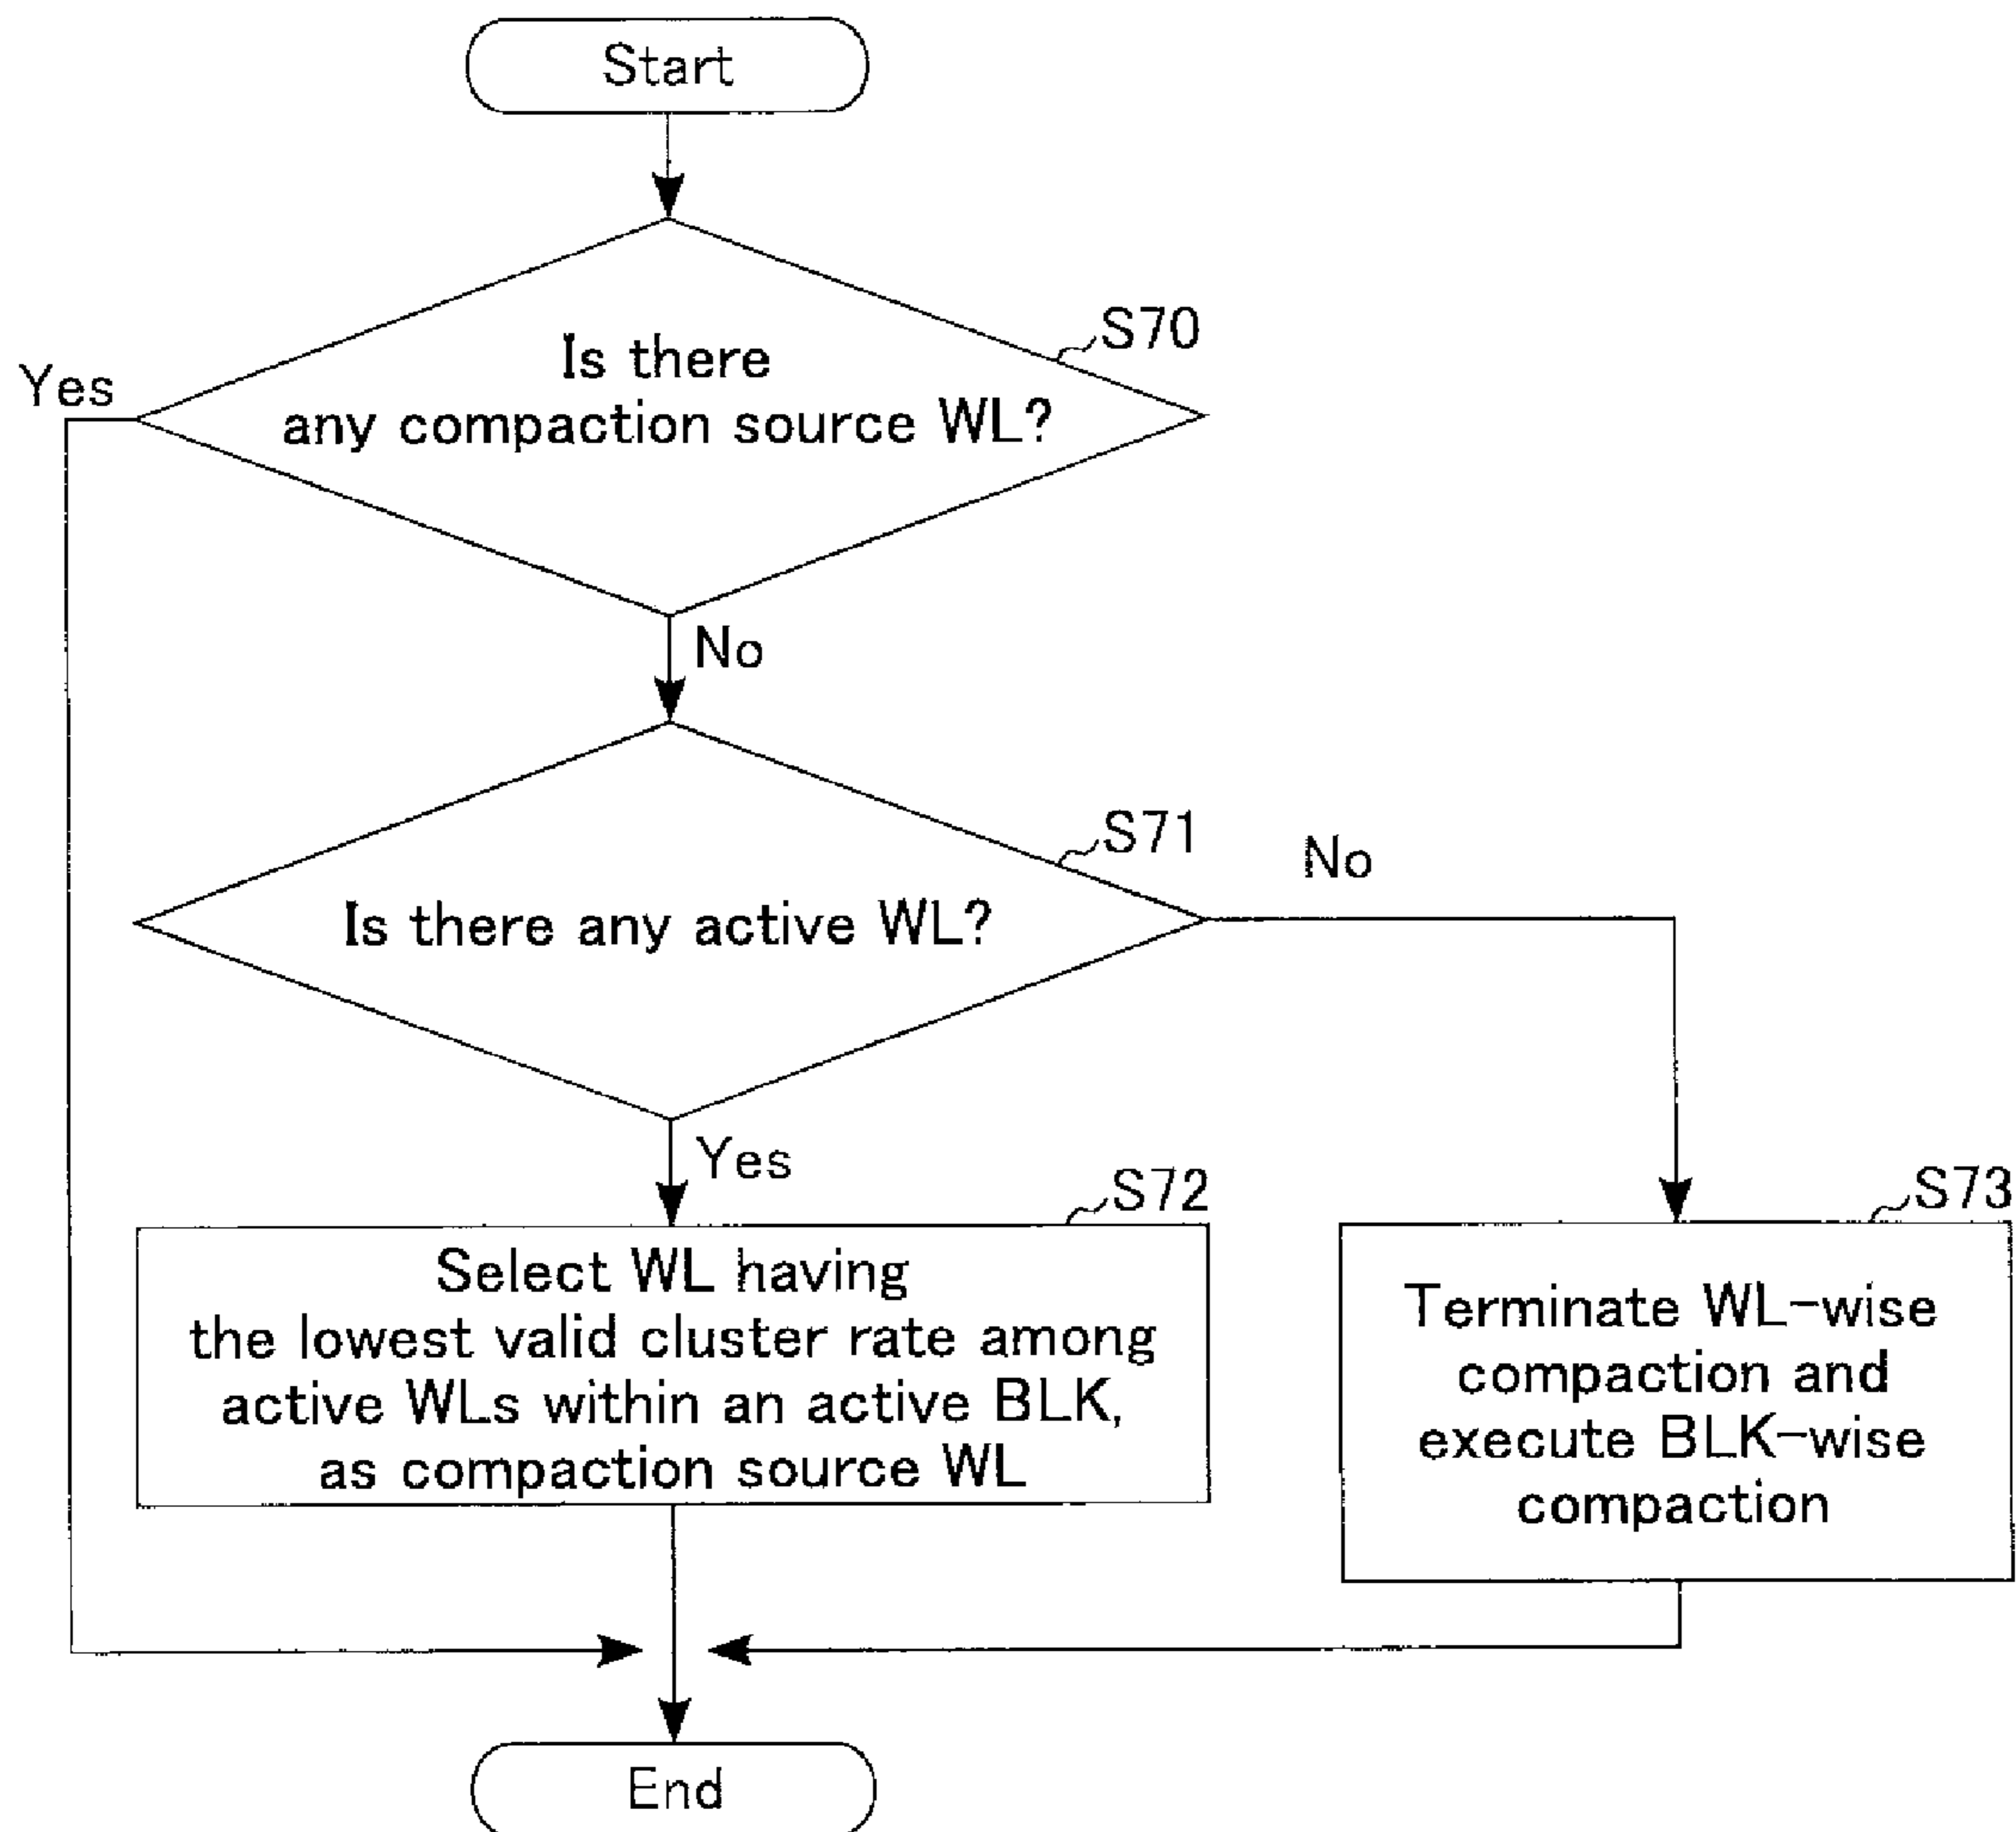 Start
S70
Is there
any compaction source WL?
Yes
No
S71
Is there any active WL?
No
Yes
S72
Select WL having
the lowest valid cluster rate among
active WLs within an active BLK,
as compaction source WL
S73
Terminate WL-wise
compaction and
execute BLK-wise
compaction
End